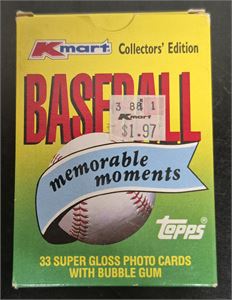 Kmart Collectors' Edition
BASEBALL
3 88 1
Kmart
$1.97
memorable
moments
Topps
33 SUPER GLOSS PHOTO CARDS
WITH BUBBLE GUM